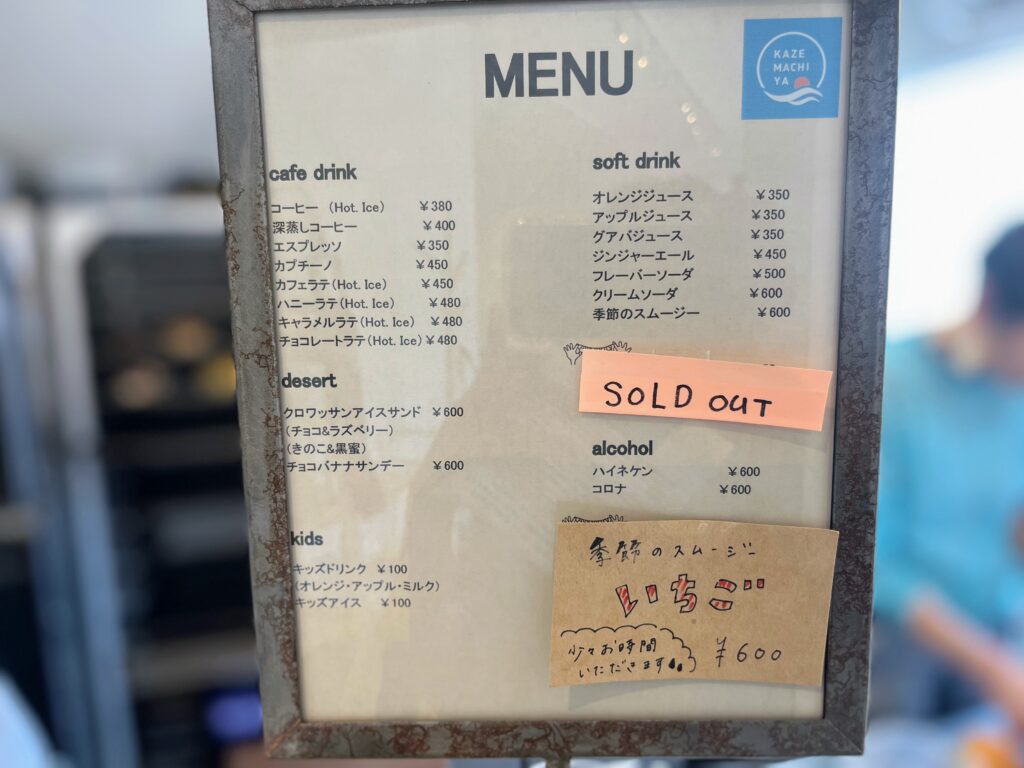 MENU
KAZE
MACHI
YA
cafe drink
コーヒー (Hot. Ice) ￥380
深蒸しコーヒー ￥400
エスプレッソ ￥350
カプチーノ ￥450
カフェラテ(Hot. Ice) ￥450
ハニーラテ(Hot. Ice) ￥480
キャラメルラテ(Hot. Ice) ￥480
チョコレートラテ(Hot. Ice) ￥480
desert
クロワッサンアイスサンド ￥600
(チョコ&ラズベリー)
(きのこ&黒蜜)
チョコバナナサンデー ￥600
kids
キッズドリンク ￥100
(オレンジ・アップル・ミルク)
キッズアイス ￥100
soft drink
オレンジジュース ￥350
アップルジュース ￥350
グアバジュース ￥350
ジンジャーエール ￥450
フレーバーソーダ ￥500
クリームソーダ ￥600
季節のスムージー ￥600
SOLD OUT
alcohol
ハイネケン ￥600
コロナ ￥600
季節のスムージー
いちご
少々お時間
いただきます
￥600